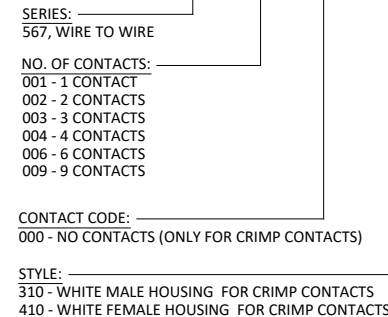 SERIES:
567, WIRE TO WIRE
NO. OF CONTACTS:
001 - 1 CONTACT
002 - 2 CONTACTS
003 - 3 CONTACTS
004 - 4 CONTACTS
006 - 6 CONTACTS
009 - 9 CONTACTS
CONTACT CODE:
000 - NO CONTACTS (ONLY FOR CRIMP CONTACTS)
STYLE:
310 - WHITE MALE HOUSING FOR CRIMP CONTACTS
410 - WHITE FEMALE HOUSING FOR CRIMP CONTACTS